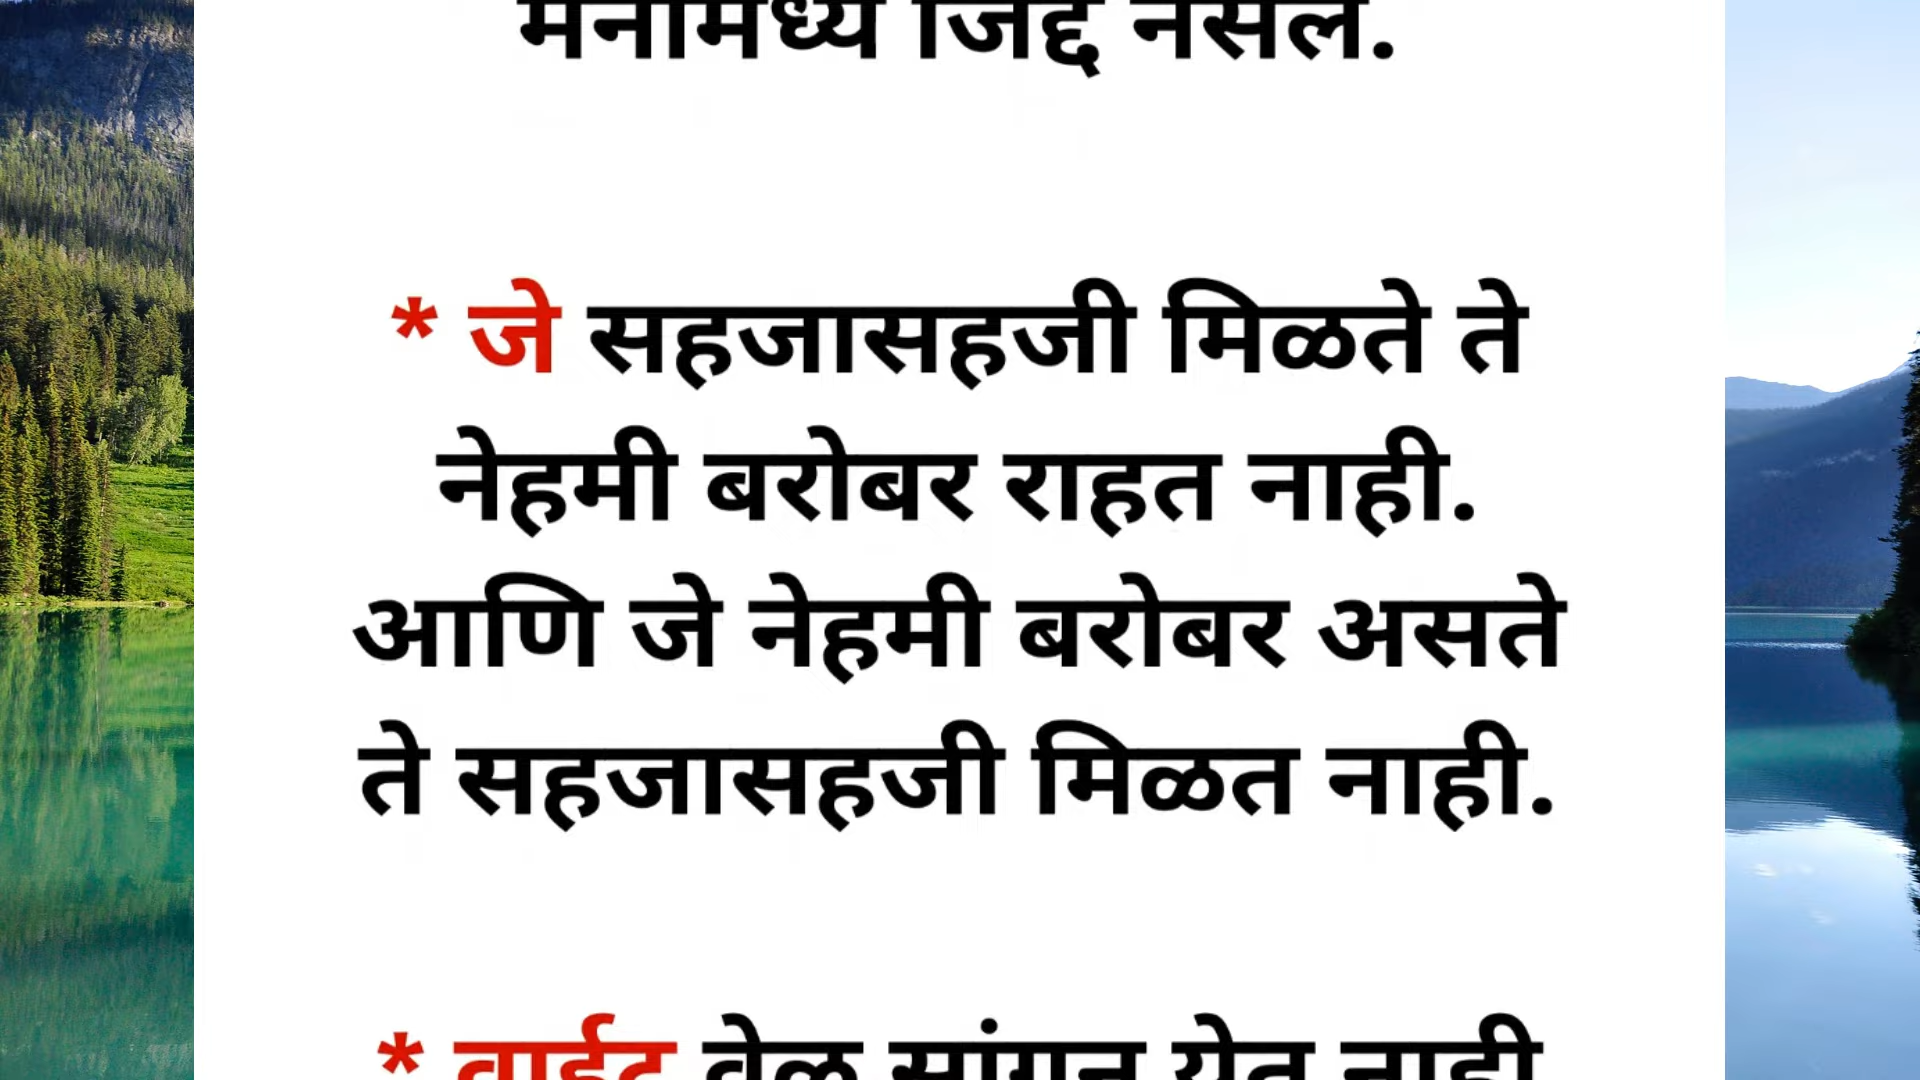 मनामध्ये जिद्द नसेल.
* जे सहजासहजी मिळते ते
नेहमी बरोबर राहत नाही.
आणि जे नेहमी बरोबर असते
ते सहजासहजी मिळत नाही.
* वाईट वेळ सांगून येत नाही